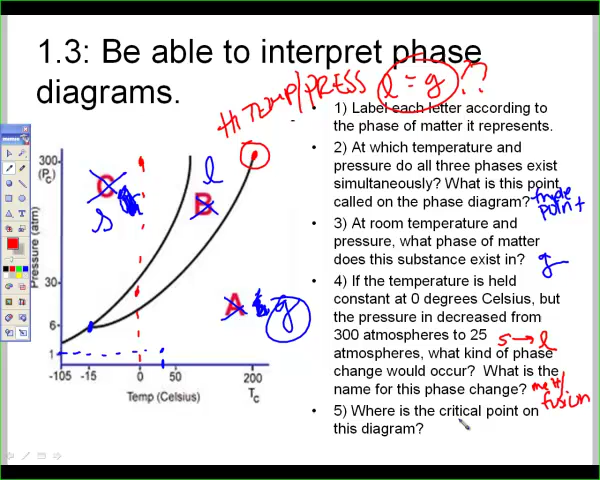 1.3: Be able to interpret phase
diagrams.
HI TEMP/PRESS l = g ??
1) Label each letter according to
the phase of matter it represents.
2) At which temperature and
pressure do all three phases exist
simultaneously? What is this point
called on the phase diagram? triple
point
3) At room temperature and
pressure, what phase of matter
does this substance exist in? g
4) If the temperature is held
constant at 0 degrees Celsius, but
the pressure in decreased from
300 atmospheres to 25 s → l
atmospheres, what kind of phase
change would occur? What is the
name for this phase change? melt/
fusion
5) Where is the critical point on
this diagram?
300
(Pc)
Pressure (atm)
30
6
1
C
s
l
B
A
g
-105 -15 0 50 200
Temp (Celsius) Tc